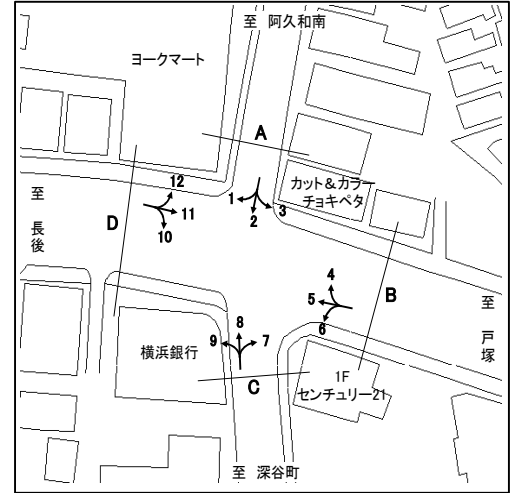 至 阿久和南
ヨークマート
A
カット&カラー
チョキペタ
12
11
10
1
2
3
D
至 長後
4
5
6
B
至 戸塚
8
9
7
横浜銀行
C
1F
センチュリー21
至 深谷町